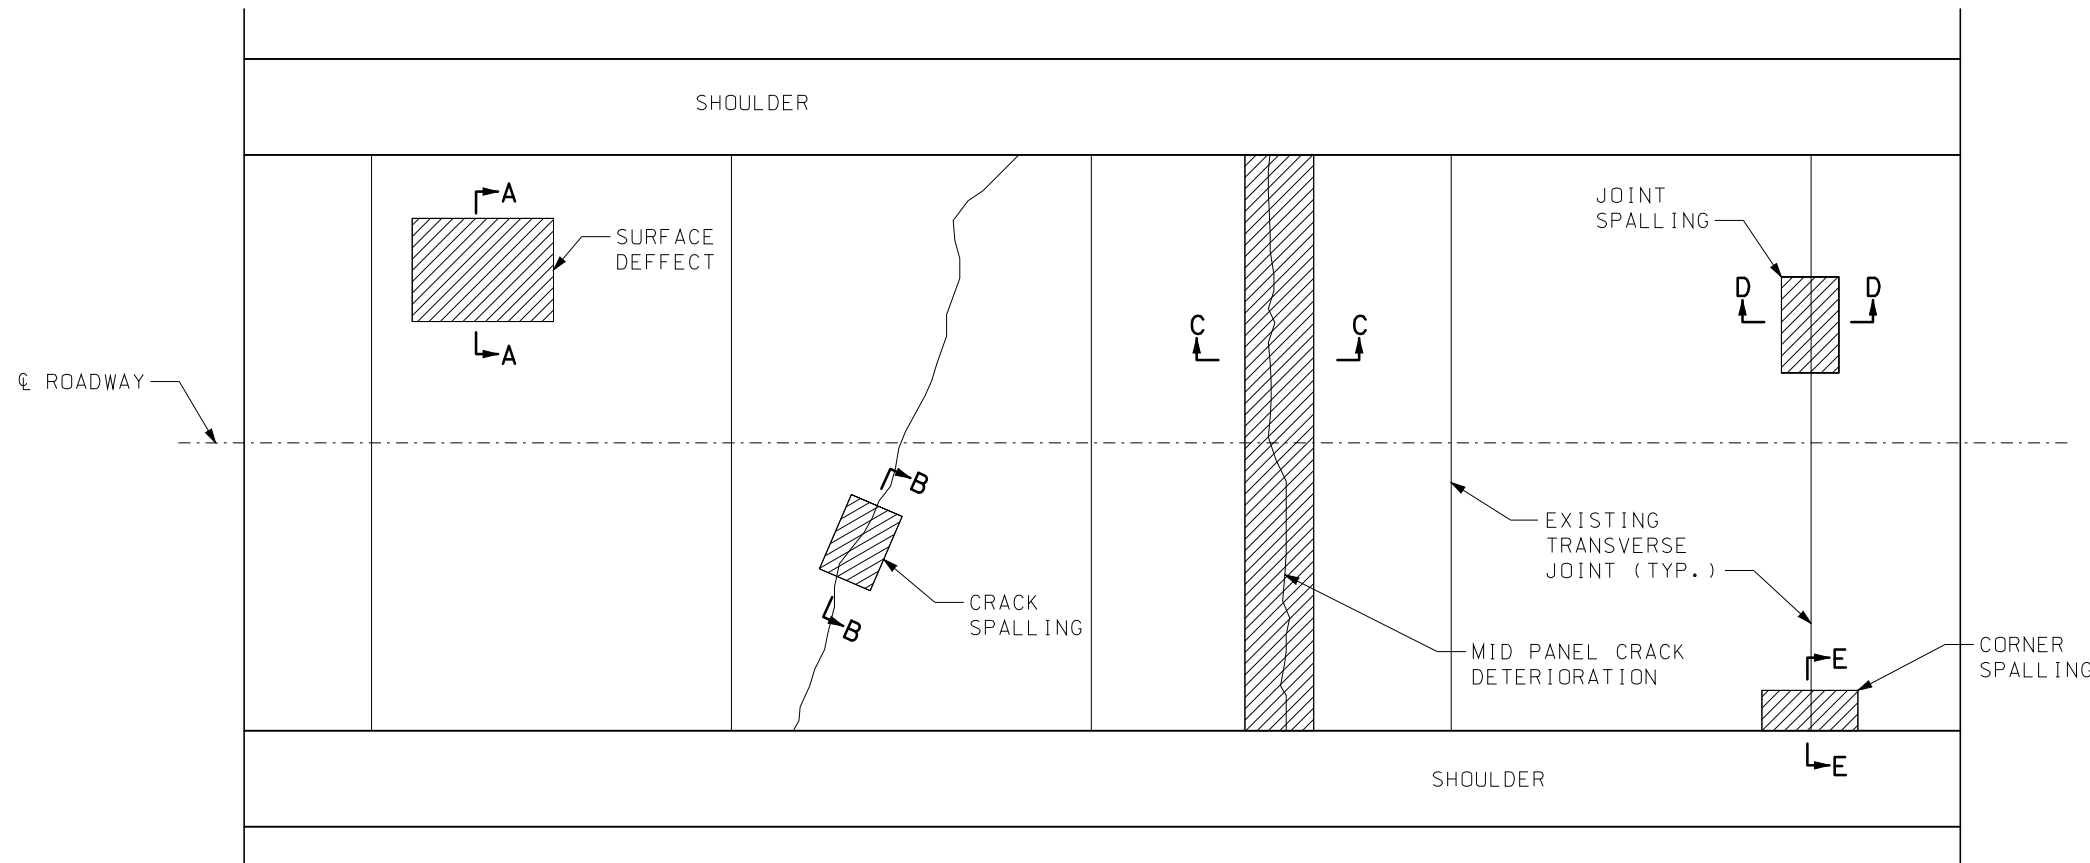 SHOULDER
A
JOINT
SPALLING
SURFACE
DEFFECT
D
D
C
C
A
℄ ROADWAY
B
EXISTING
TRANSVERSE
JOINT (TYP.)
CRACK
SPALLING
B
MID PANEL CRACK
DETERIORATION
E
CORNER
SPALLING
E
SHOULDER